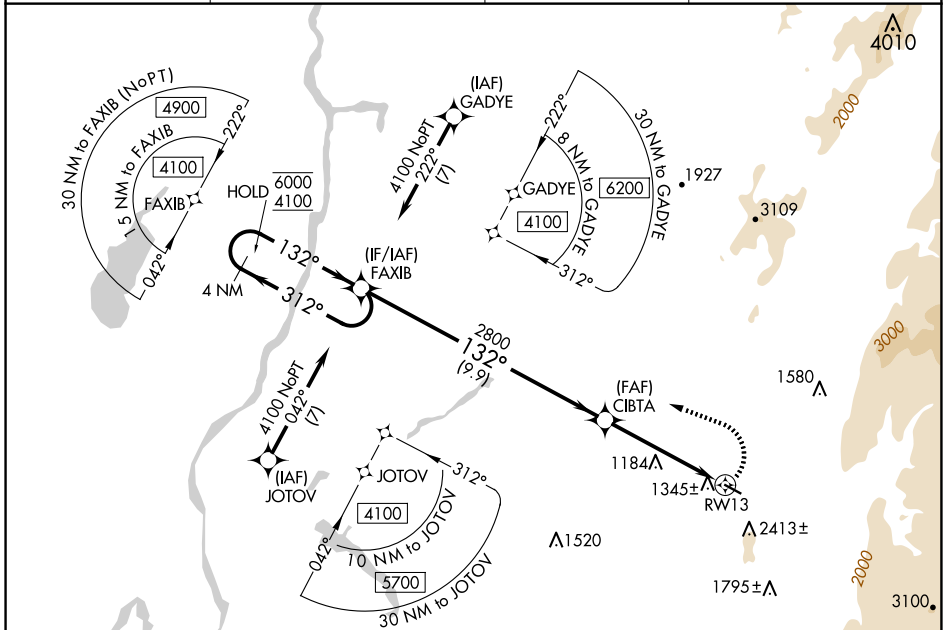 4010
2000
30 NM to FAXIB (NoPT)
4900
222°
15 NM to FAXIB
4100
FAXIB
042°
HOLD 6000
4100
132°
312°
4 NM
(IF/IAF)
FAXIB
(IAF)
GADYE
4100 NoPT
222°
(7)
222°
8 NM to GADYE
30 NM to GADYE
GADYE
6200
4100
312°
1927
3109
3000
2800
132°
(9.9)
1580
(FAF)
CIBTA
4100 NoPT
042°
(7)
(IAF)
JOTOV
JOTOV
312°
4100
042°
10 NM to JOTOV
5700
30 NM to JOTOV
1184
1345±
RW13
1520
2413±
1795±
2000
3100